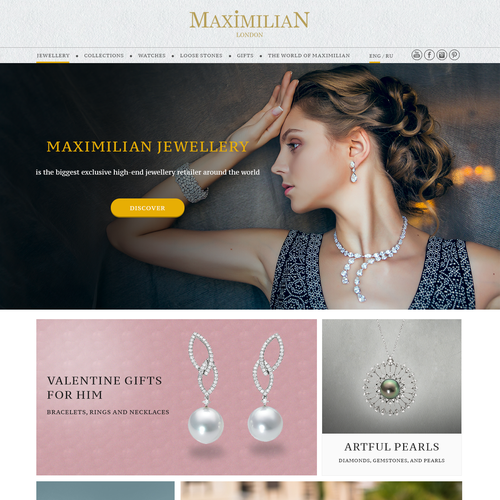 MAXIMILIAN
LONDON
JEWELLERY • COLLECTIONS • WATCHES • LOOSE STONES • GIFTS • THE WORLD OF MAXIMILIAN ENG / RU
MAXIMILIAN JEWELLERY
is the biggest exclusive high-end jewellery retailer around the world
DISCOVER
VALENTINE GIFTS
FOR HIM
BRACELETS, RINGS AND NECKLACES
ARTFUL PEARLS
DIAMONDS, GEMSTONES, AND PEARLS